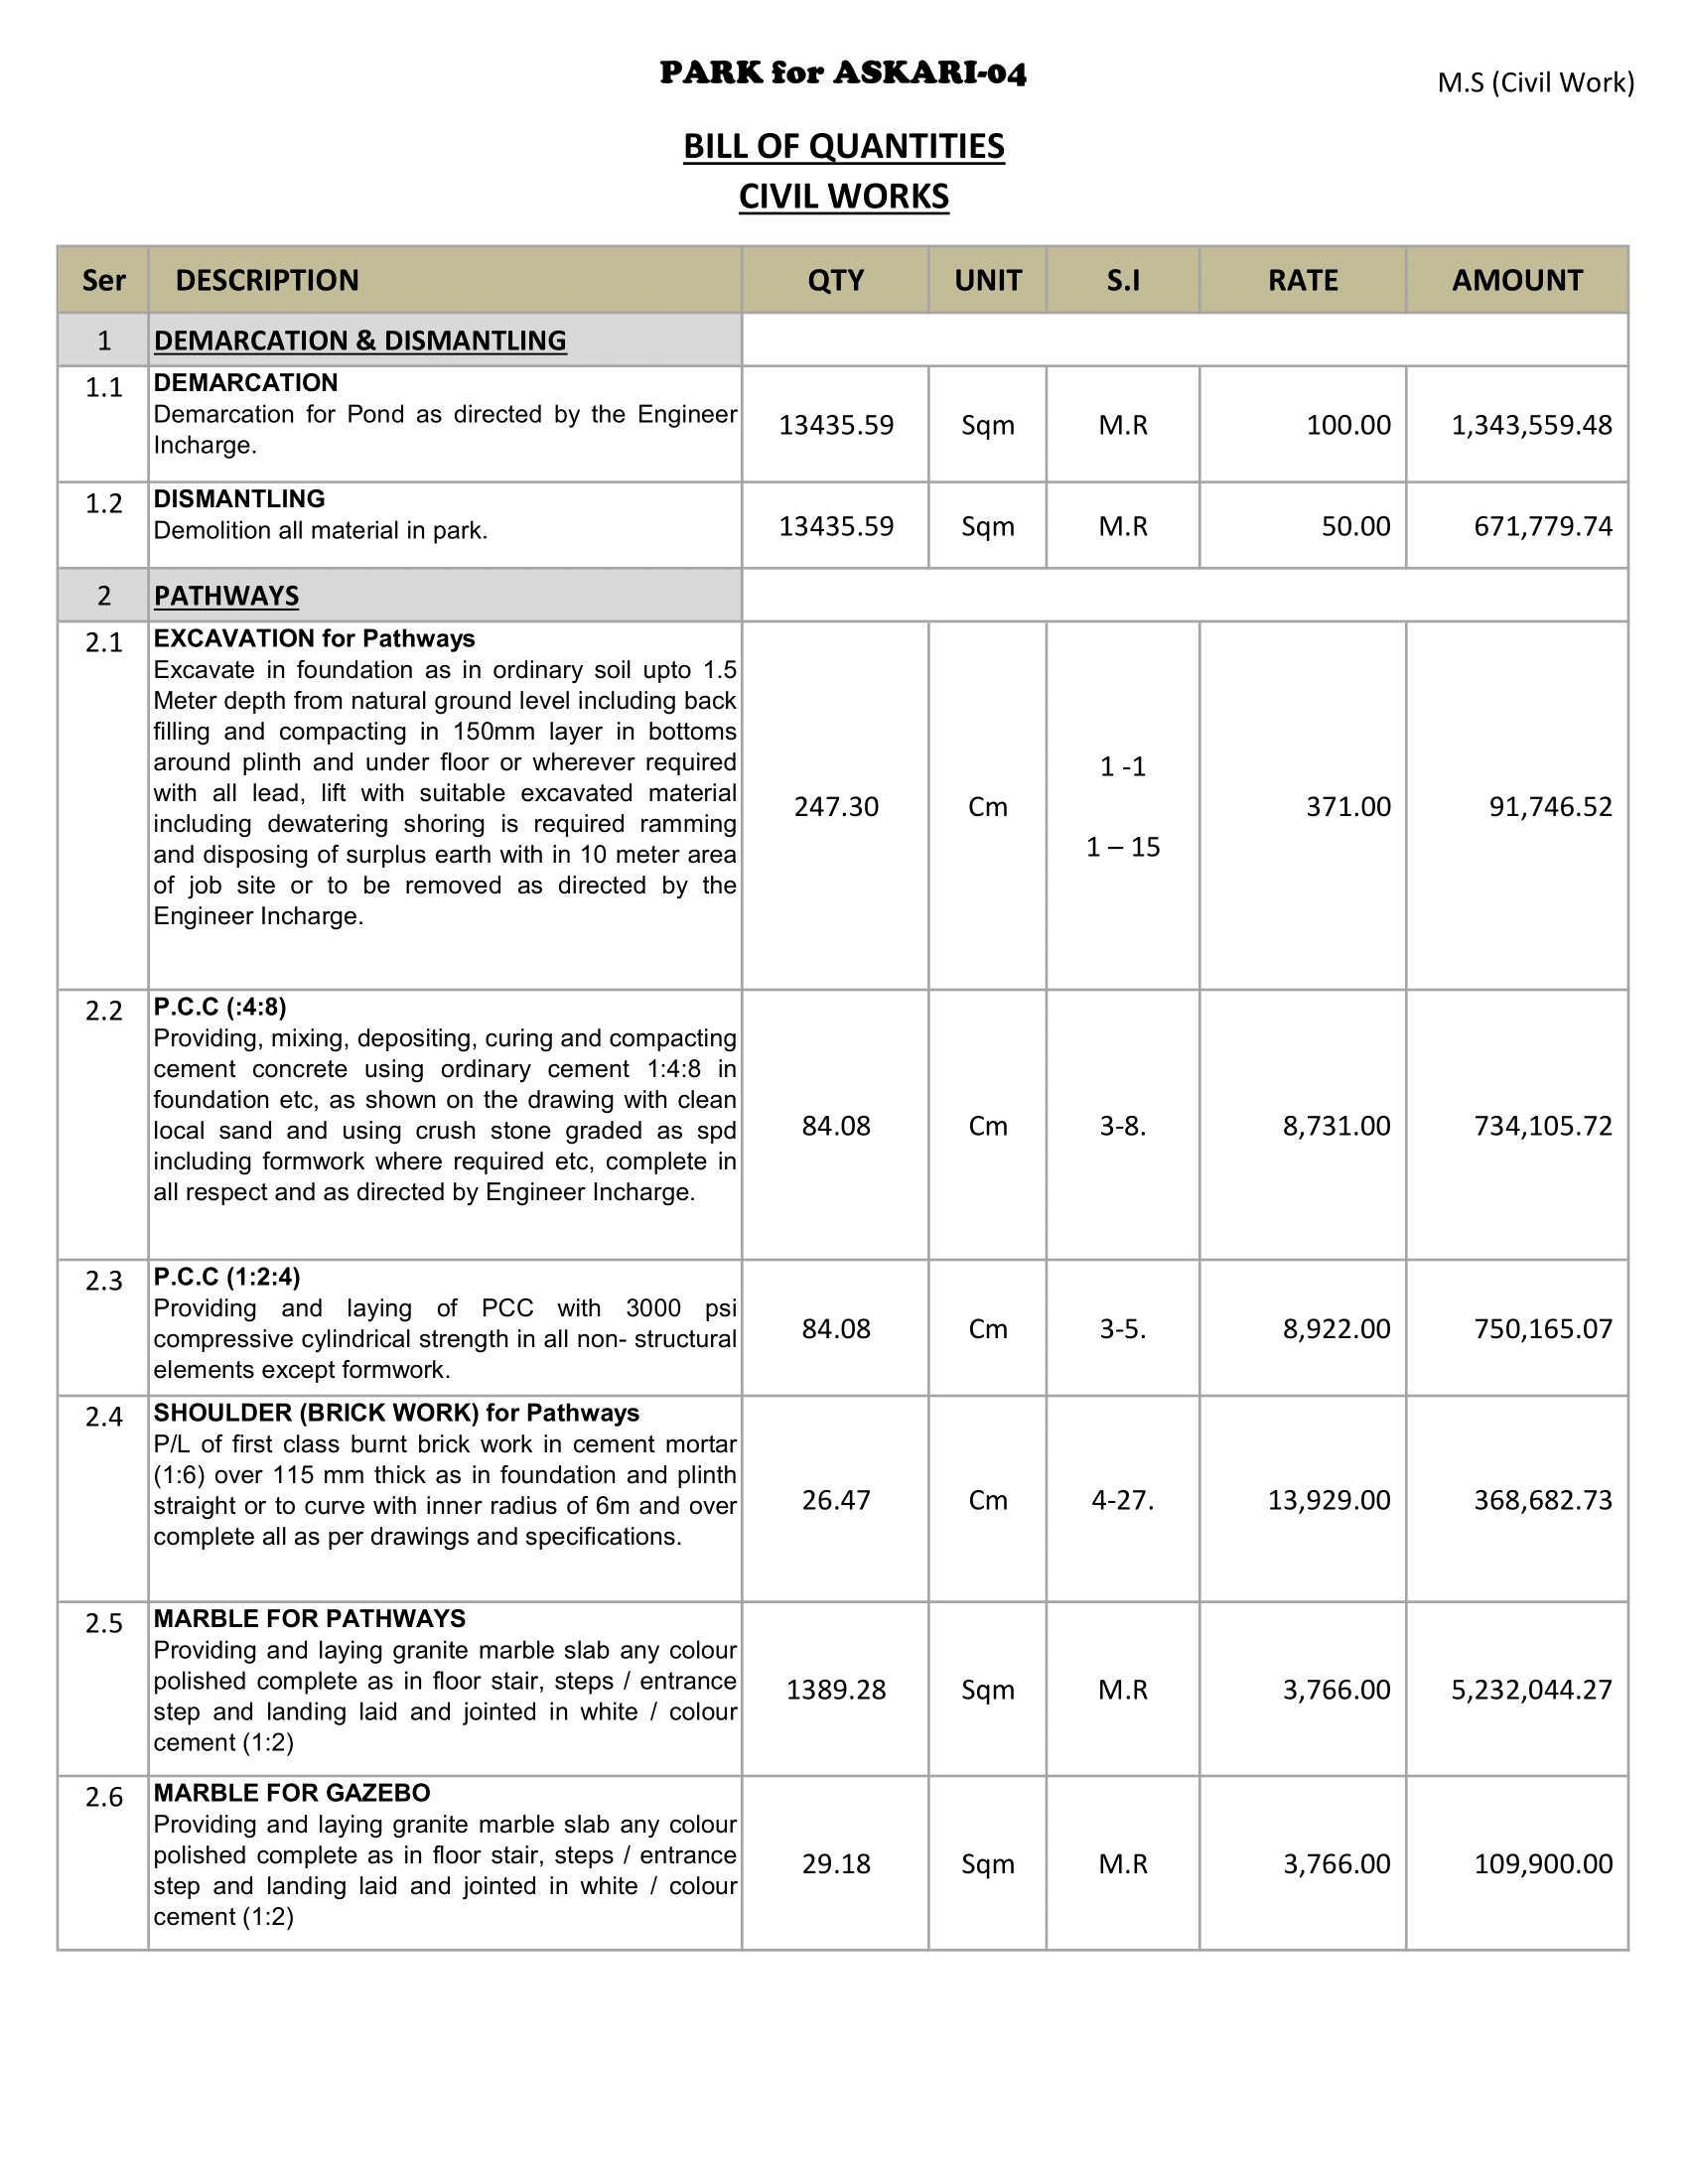 PARK for ASKARI-04
M.S (Civil Work)
BILL OF QUANTITIES
CIVIL WORKS
Ser DESCRIPTION QTY UNIT S.I RATE AMOUNT
1 DEMARCATION & DISMANTLING
1.1 DEMARCATION
Demarcation for Pond as directed by the Engineer
Incharge.
13435.59 Sqm M.R 100.00 1,343,559.48
1.2 DISMANTLING
Demolition all material in park.
13435.59 Sqm M.R 50.00 671,779.74
2 PATHWAYS
2.1 EXCAVATION for Pathways
Excavate in foundation as in ordinary soil upto 1.5
Meter depth from natural ground level including back
filling and compacting in 150mm layer in bottoms
around plinth and under floor or wherever required
with all lead, lift with suitable excavated material
including dewatering shoring is required ramming
and disposing of surplus earth with in 10 meter area
of job site or to be removed as directed by the
Engineer Incharge.
247.30 Cm 1 -1
1 – 15
371.00 91,746.52
2.2 P.C.C (:4:8)
Providing, mixing, depositing, curing and compacting
cement concrete using ordinary cement 1:4:8 in
foundation etc, as shown on the drawing with clean
local sand and using crush stone graded as spd
including formwork where required etc, complete in
all respect and as directed by Engineer Incharge.
84.08 Cm 3-8. 8,731.00 734,105.72
2.3 P.C.C (1:2:4)
Providing and laying of PCC with 3000 psi
compressive cylindrical strength in all non- structural
elements except formwork.
84.08 Cm 3-5. 8,922.00 750,165.07
2.4 SHOULDER (BRICK WORK) for Pathways
P/L of first class burnt brick work in cement mortar
(1:6) over 115 mm thick as in foundation and plinth
straight or to curve with inner radius of 6m and over
complete all as per drawings and specifications.
26.47 Cm 4-27. 13,929.00 368,682.73
2.5 MARBLE FOR PATHWAYS
Providing and laying granite marble slab any colour
polished complete as in floor stair, steps / entrance
step and landing laid and jointed in white / colour
cement (1:2)
1389.28 Sqm M.R 3,766.00 5,232,044.27
2.6 MARBLE FOR GAZEBO
Providing and laying granite marble slab any colour
polished complete as in floor stair, steps / entrance
step and landing laid and jointed in white / colour
cement (1:2)
29.18 Sqm M.R 3,766.00 109,900.00